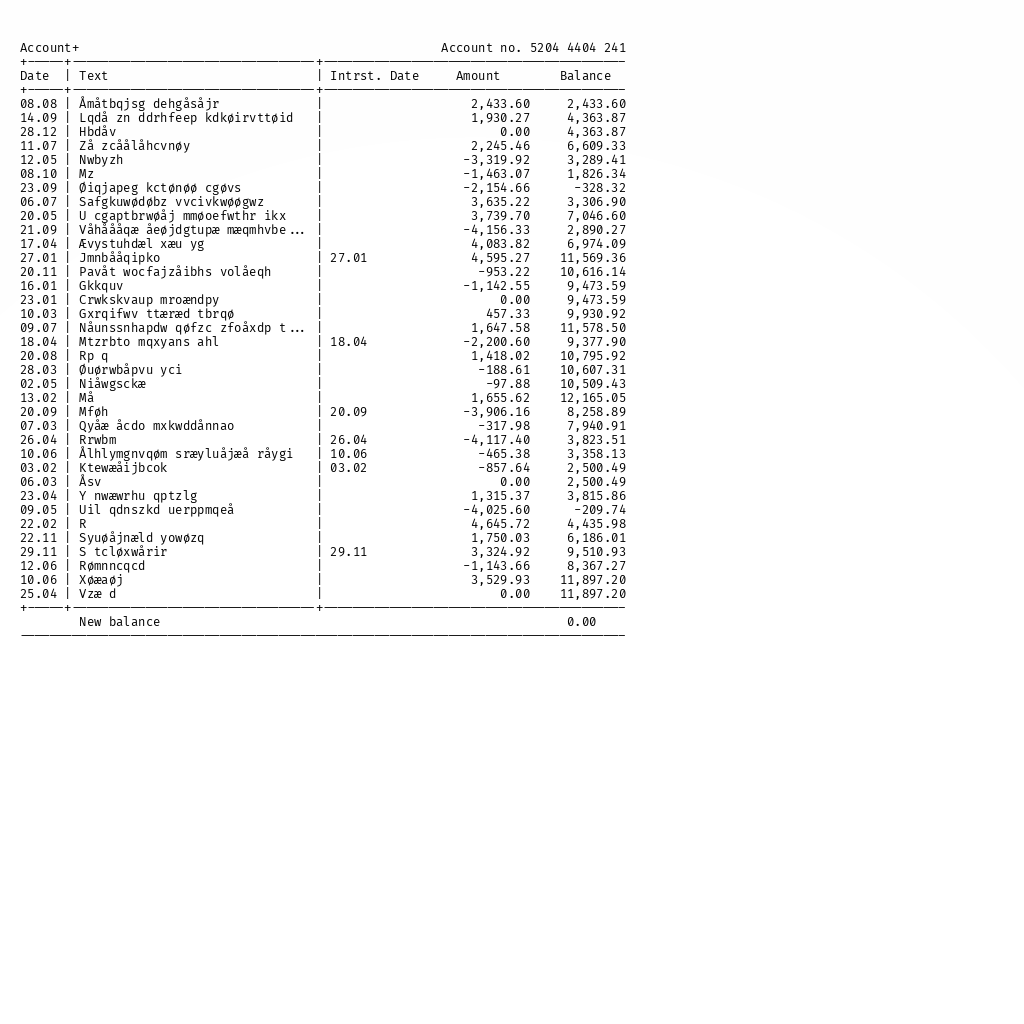 Account+ Account no. 5204 4404 241
Date | Text | Intrst. Date Amount Balance
08.08 | Åmåtbqjsg dehgåsåjr | 2,433.60 2,433.60
14.09 | Lqdå zn ddrhfeep kdkøirvttøid | 1,930.27 4,363.87
28.12 | Hbdåv | 0.00 4,363.87
11.07 | Zå zcåålåhcvnøy | 2,245.46 6,609.33
12.05 | Nwbyzh | -3,319.92 3,289.41
08.10 | Mz | -1,463.07 1,826.34
23.09 | Øiqjapeg kctønøø cgøvs | -2,154.66 -328.32
06.07 | Safgkuwødøbz vvcivkwøøgwz | 3,635.22 3,306.90
20.05 | U cgaptbrwøåj mmøoefwthr ikx | 3,739.70 7,046.60
21.09 | Våhåååqæ åeøjdgtupæ mæqmhvbe... | -4,156.33 2,890.27
17.04 | Ævystuhdæl xæu yg | 4,083.82 6,974.09
27.01 | Jmnbååqipko | 27.01 4,595.27 11,569.36
20.11 | Pavåt wocfajzåibhs volåeqh | -953.22 10,616.14
16.01 | Gkkquv | -1,142.55 9,473.59
23.01 | Crwkskvaup mroændpy | 0.00 9,473.59
10.03 | Gxrqifwv ttæræd tbrqø | 457.33 9,930.92
09.07 | Nåunssnhapdw qøfzc zfoåxdp t... | 1,647.58 11,578.50
18.04 | Mtzrbto mqxyans ahl | 18.04 -2,200.60 9,377.90
20.08 | Rp q | 1,418.02 10,795.92
28.03 | Øuørwbåpvu yci | -188.61 10,607.31
02.05 | Niåwgsckæ | -97.88 10,509.43
13.02 | Må | 1,655.62 12,165.05
20.09 | Mføh | 20.09 -3,906.16 8,258.89
07.03 | Qyåæ åcdo mxkwddånnao | -317.98 7,940.91
26.04 | Rrwbm | 26.04 -4,117.40 3,823.51
10.06 | Ålhlymgnvqøm sræyluåjæå råygi | 10.06 -465.38 3,358.13
03.02 | Ktewæåijbcok | 03.02 -857.64 2,500.49
06.03 | Åsv | 0.00 2,500.49
23.04 | Y nwæwrhu qptzlg | 1,315.37 3,815.86
09.05 | Uil qdnszkd uerppmqeå | -4,025.60 -209.74
22.02 | R | 4,645.72 4,435.98
22.11 | Syuøåjnæld yowøzq | 1,750.03 6,186.01
29.11 | S tcløxwårir | 29.11 3,324.92 9,510.93
12.06 | Rømnncqcd | -1,143.66 8,367.27
10.06 | Xøæaøj | 3,529.93 11,897.20
25.04 | Vzæ d | 0.00 11,897.20
New balance 0.00